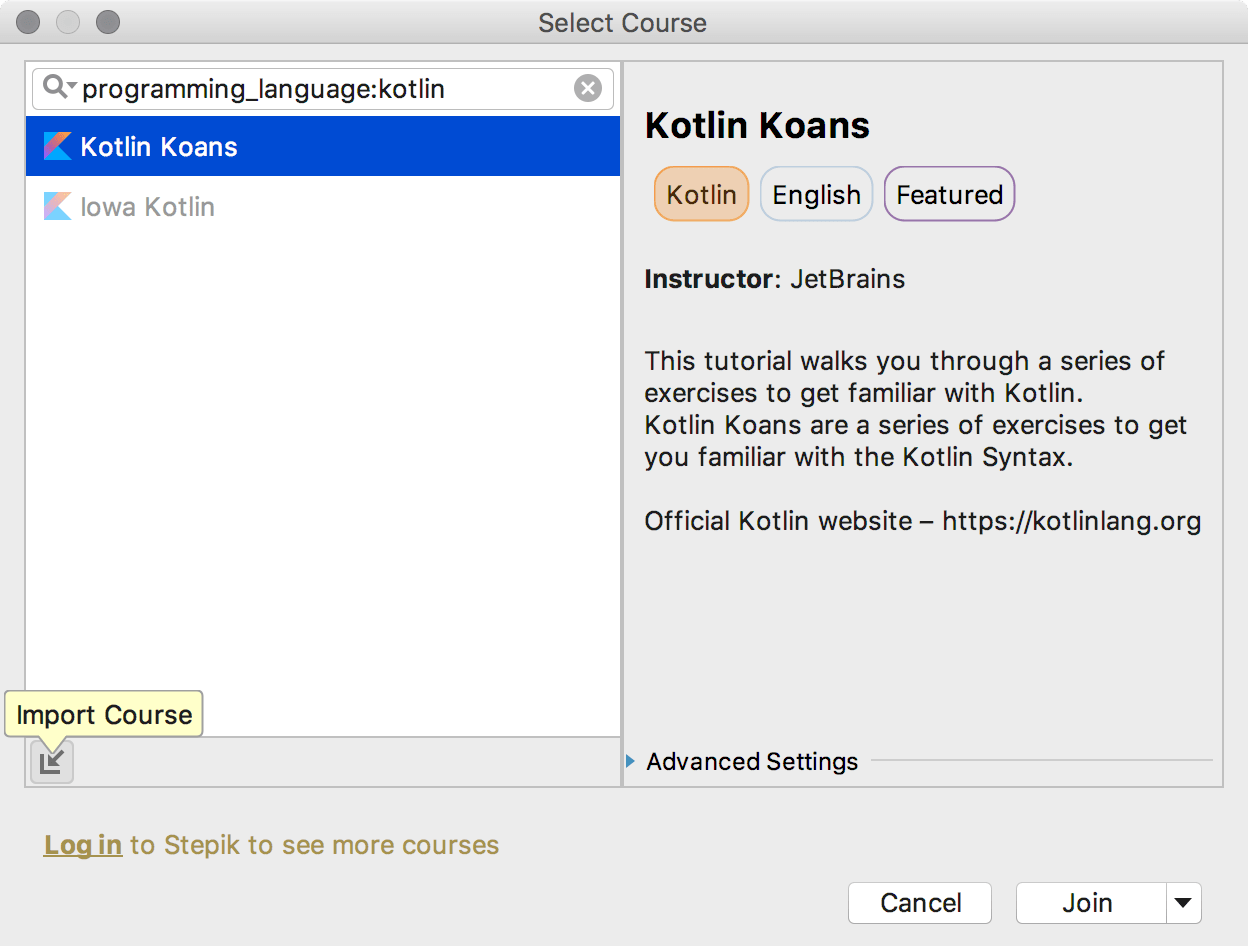 Select Course
programming_language:kotlin
Kotlin Koans
Iowa Kotlin
Import Course
Kotlin Koans
Kotlin English Featured
Instructor: JetBrains
This tutorial walks you through a series of
exercises to get familiar with Kotlin.
Kotlin Koans are a series of exercises to get
you familiar with the Kotlin Syntax.
Official Kotlin website – https://kotlinlang.org
Advanced Settings
Log in to Stepik to see more courses
Cancel Join